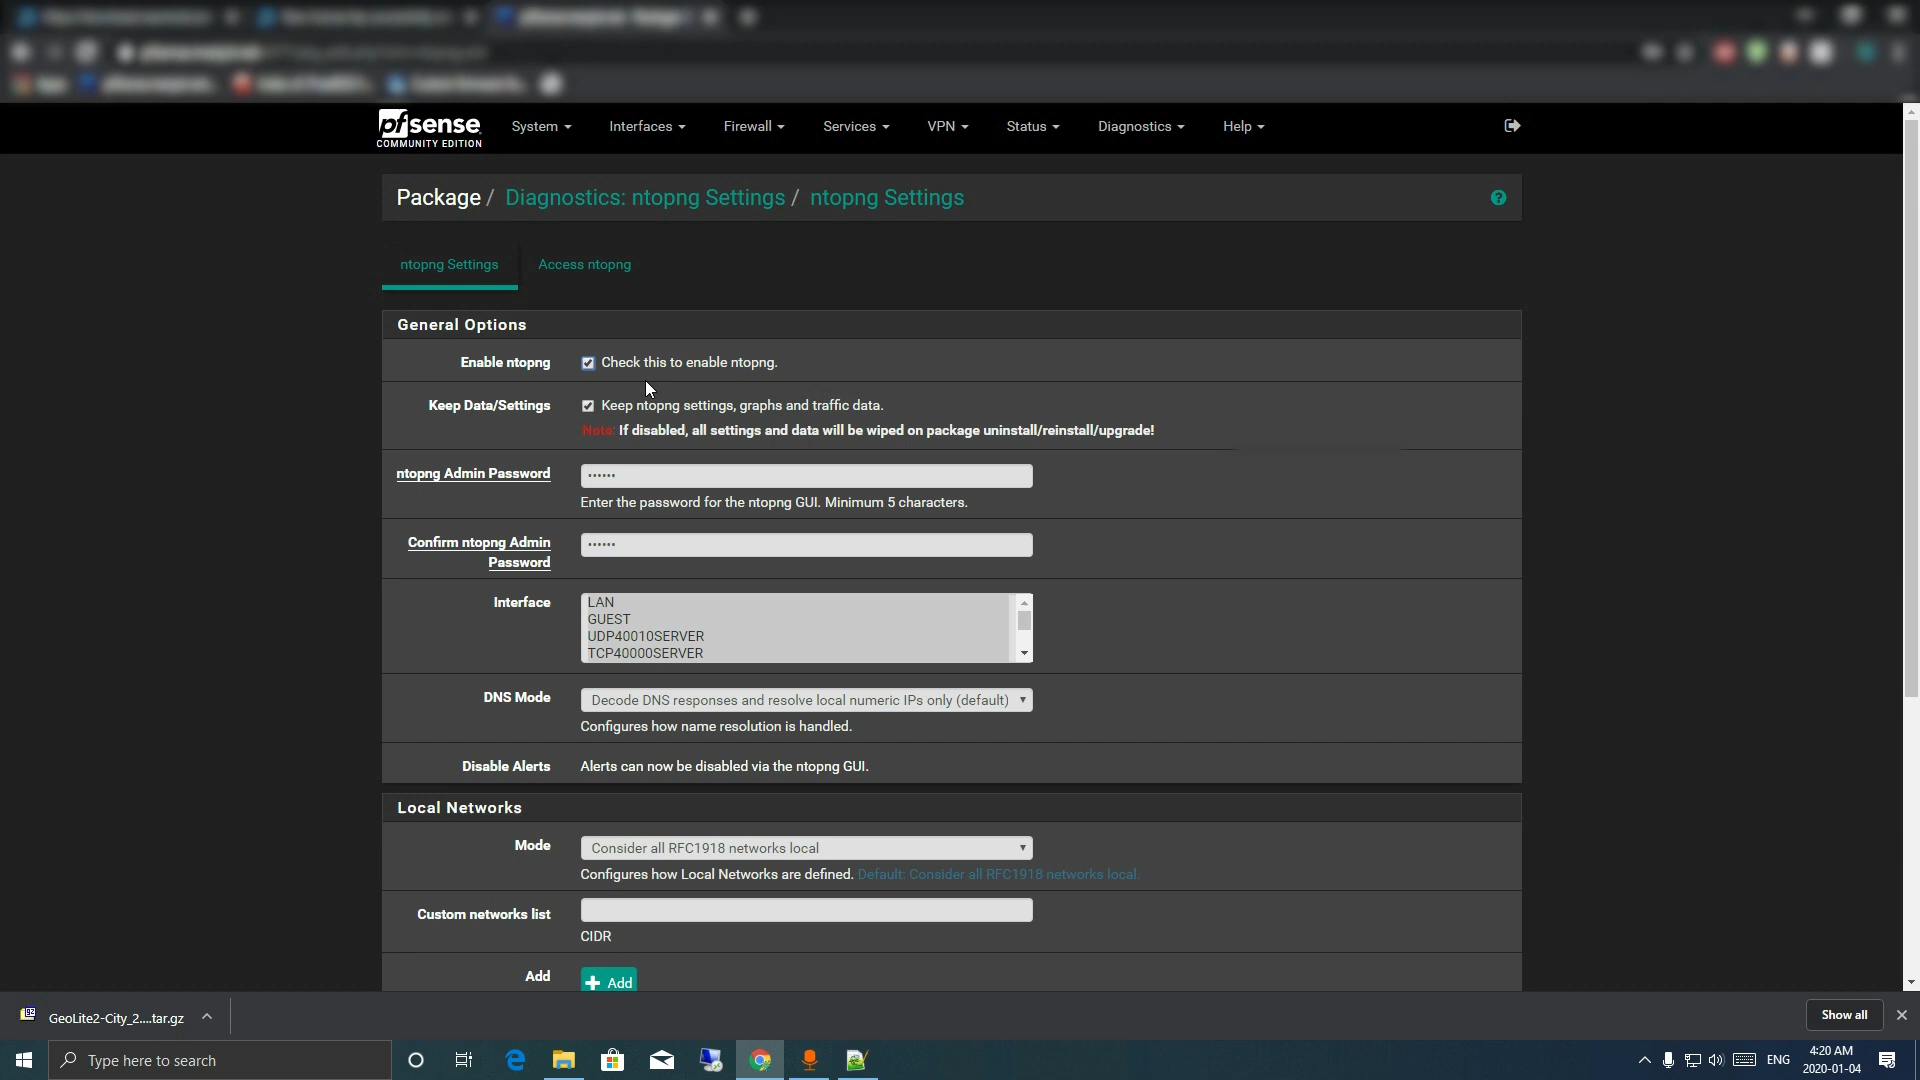 pfsense
COMMUNITY EDITION
System
Interfaces
Firewall
Services
VPN
Status
Diagnostics
Help
Package / Diagnostics: ntopng Settings / ntopng Settings
ntopng Settings
Access ntopng
General Options
Enable ntopng
Check this to enable ntopng.
Keep Data/Settings
Keep ntopng settings, graphs and traffic data.
Note: If disabled, all settings and data will be wiped on package uninstall/reinstall/upgrade!
ntopng Admin Password
······
Enter the password for the ntopng GUI. Minimum 5 characters.
Confirm ntopng Admin
Password
······
Interface
LAN
GUEST
UDP40010SERVER
TCP40000SERVER
DNS Mode
Decode DNS responses and resolve local numeric IPs only (default)
Configures how name resolution is handled.
Disable Alerts
Alerts can now be disabled via the ntopng GUI.
Local Networks
Mode
Consider all RFC1918 networks local
Configures how Local Networks are defined. Default: Consider all RFC1918 networks local.
Custom networks list
CIDR
Add
+ Add
GeoLite2-City_2....tar.gz
Show all
Type here to search
ENG
4:20 AM
2020-01-04